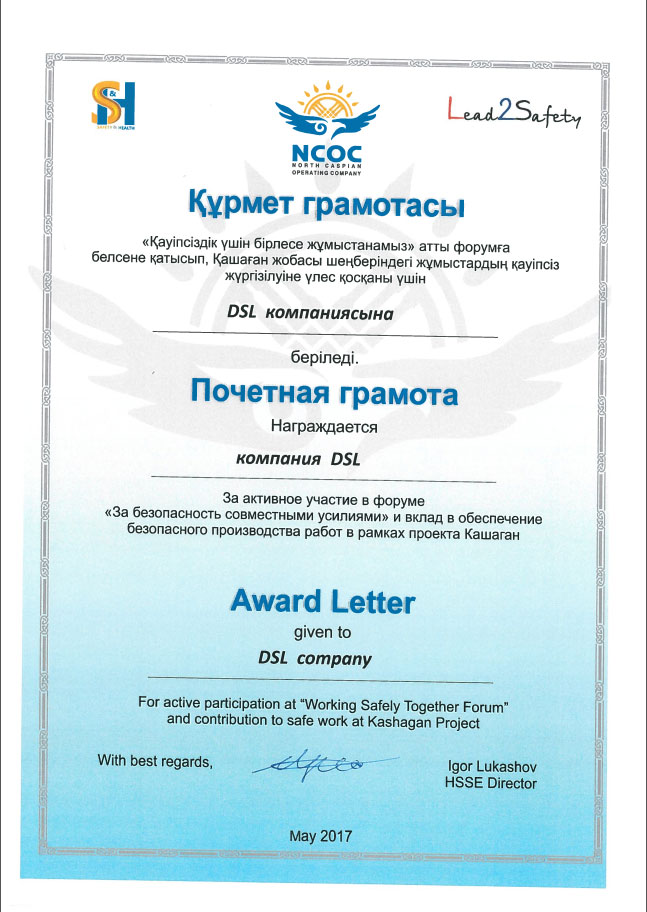 S&H
SAFETY & HEALTH
Lead2Safety
NCOC
NORTH CASPIAN
OPERATING COMPANY
Құрмет грамотасы
«Қауіпсіздік үшін бірлесе жұмыстанамыз» атты форумға
белсене қатысып, Қашаған жобасы шеңберіндегі жұмыстардың қауіпсіз
жүргізілуіне үлес қосқаны үшін
DSL компаниясына
беріледі.
Почетная грамота
Награждается
компания DSL
За активное участие в форуме
«За безопасность совместными усилиями» и вклад в обеспечение
безопасного производства работ в рамках проекта Кашаган
Award Letter
given to
DSL company
For active participation at “Working Safely Together Forum”
and contribution to safe work at Kashagan Project
With best regards,
Igor Lukashov
HSSE Director
May 2017